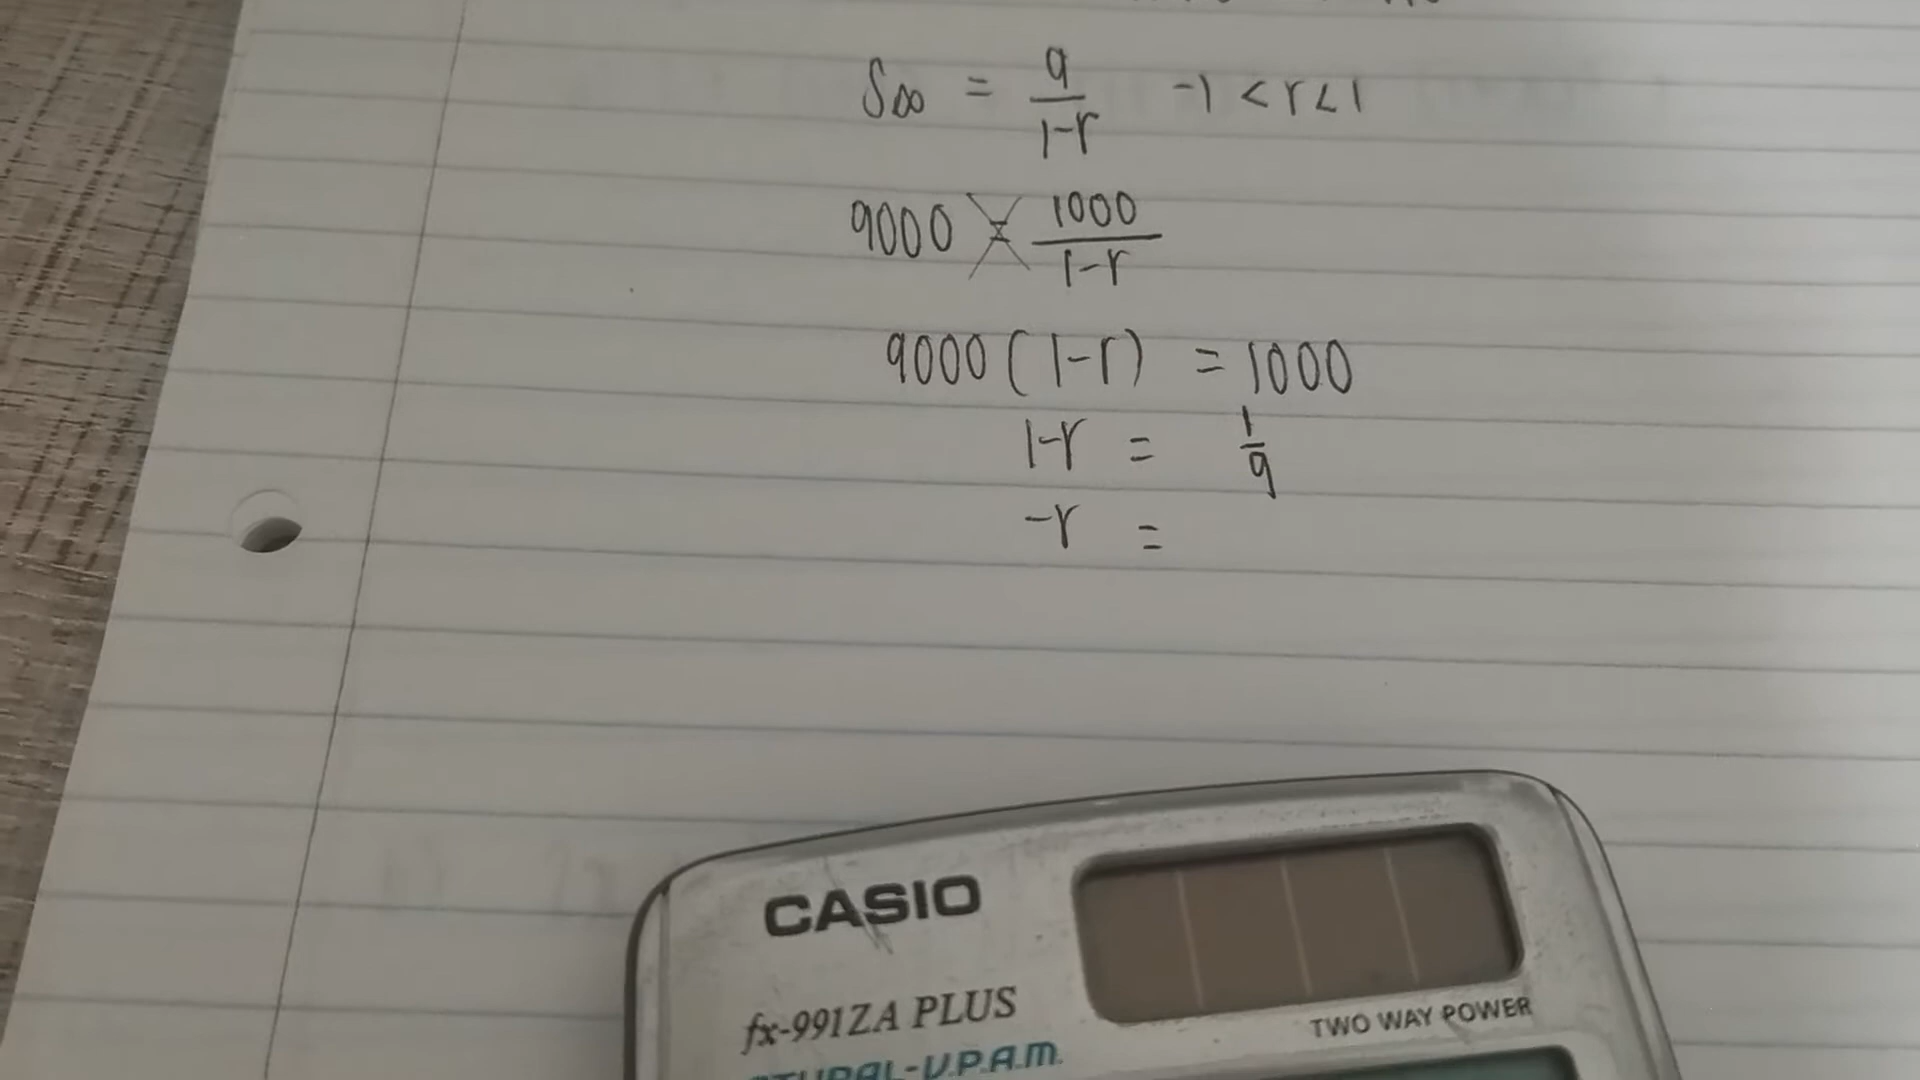 S∞ = a/1-r -1 < r < 1
9000 = 1000/1-r
9000 (1-r) = 1000
1-r = 1/9
-r =
CASIO
fx-991ZA PLUS
TWO WAY POWER
V.P.A.M.